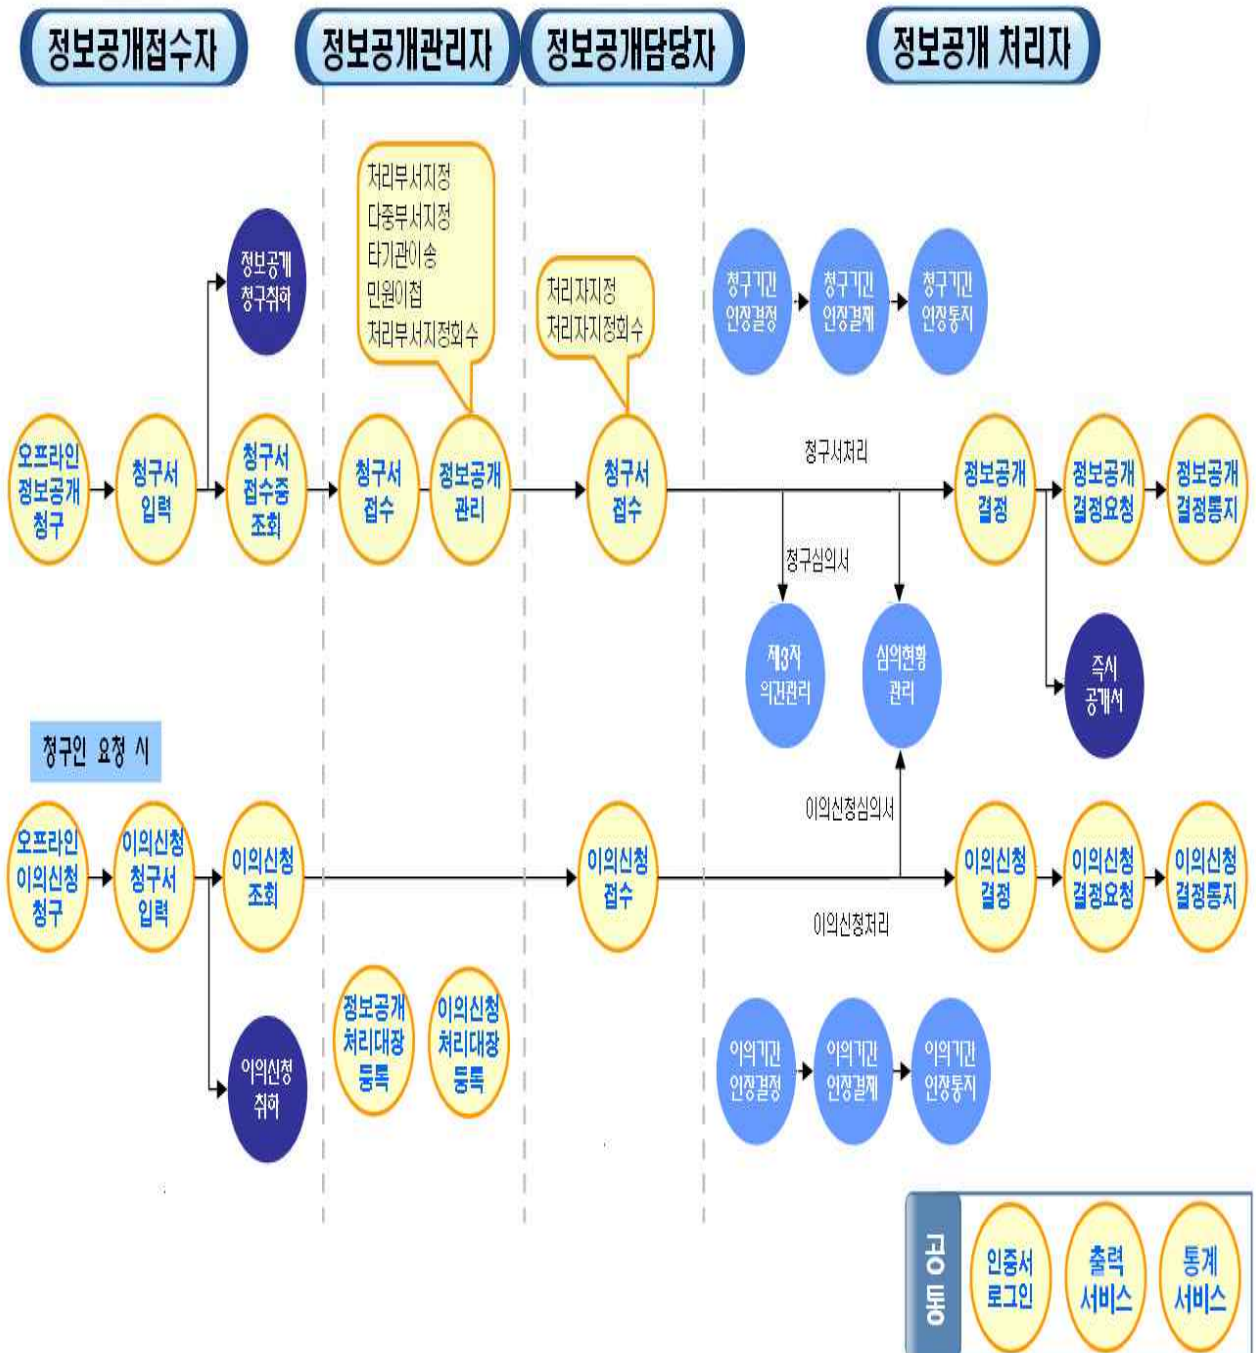 정보공개접수자
정보공개관리자
정보공개담당자
정보공개 처리자
처리부서지정
다중부서지정
타기관이송
민원이첩
처리부서지정회수
처리자지정
처리자지정회수
정보공개
청구취하
청구기간
연장결정
청구기간
연장결재
청구기간
연장통지
오프라인
정보공개
청구
청구서
입력
청구서
접수중
조회
청구서
접수
정보공개
관리
청구서
접수
청구서처리
정보공개
결정
정보공개
결정요청
정보공개
결정통지
청구심의서
제3자
의견관리
심의현황
관리
즉시
공개서
청구인 요청 시
오프라인
이의신청
청구
이의신청
청구서
입력
이의신청
조회
이의신청
접수
이의신청심의서
이의신청처리
이의신청
결정
이의신청
결정요청
이의신청
결정통지
이의신청
취하
정보공개
처리대장
등록
이의신청
처리대장
등록
이의기간
연장결정
이의기간
연장결재
이의기간
연장통지
공통
인증서
로그인
출력
서비스
통계
서비스